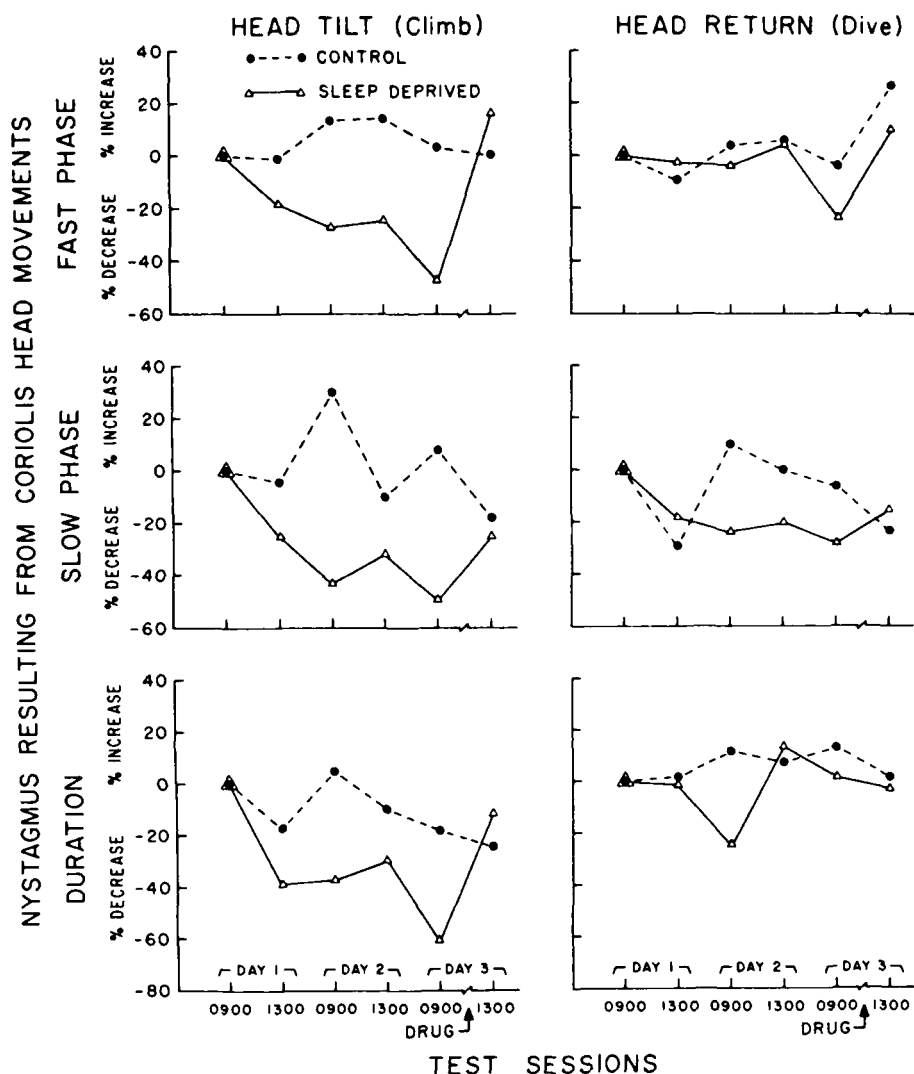 HEAD TILT (Climb)
HEAD RETURN (Dive)
CONTROL
SLEEP DEPRIVED
NYSTAGMUS RESULTING FROM CORIOLIS HEAD MOVEMENTS
FAST PHASE
% INCREASE
% DECREASE
40
20
0
-20
-40
-60
SLOW PHASE
% INCREASE
% DECREASE
40
20
0
-20
-40
-60
DURATION
% INCREASE
% DECREASE
40
20
0
-20
-40
-60
-80
DAY 1 DAY 2 DAY 3
0900 1300 0900 1300 0900 1300
DRUG
DAY 1 DAY 2 DAY 3
0900 1300 0900 1300 0900 1300
DRUG
TEST SESSIONS